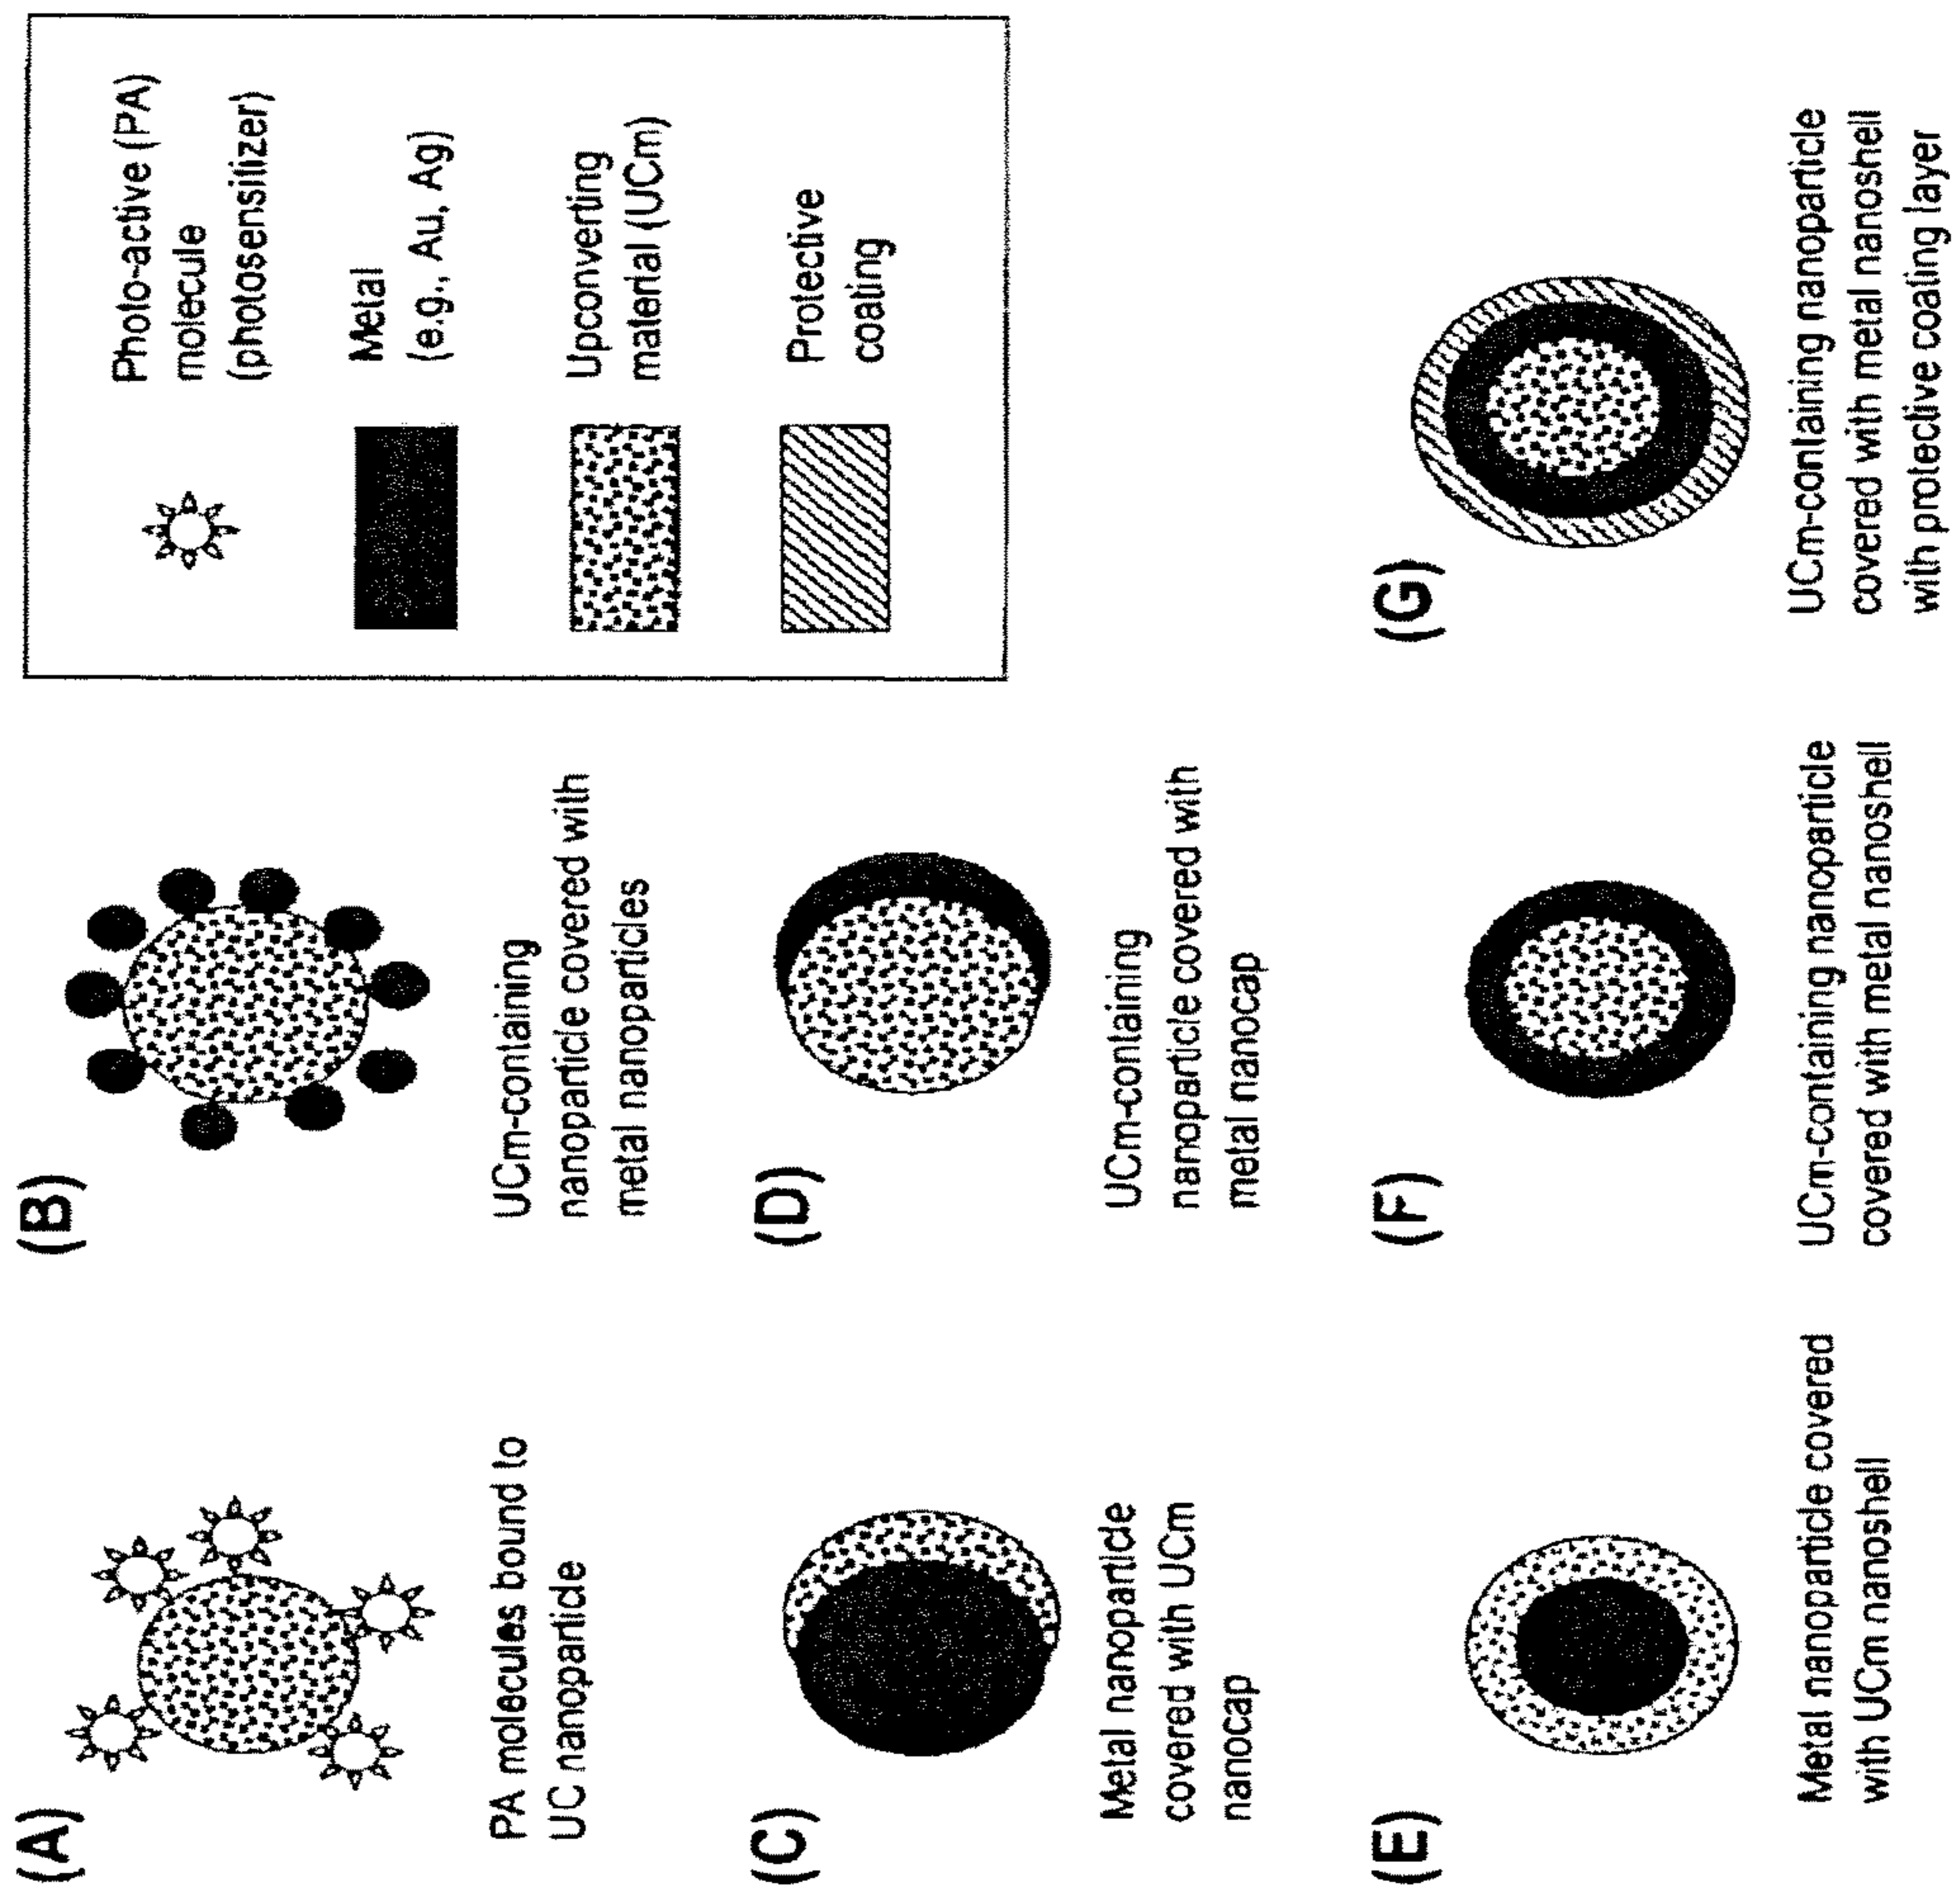 (A)
PA molecules bound to
UC nanoparticle
(B)
UCm-containing
nanoparticle covered with
metal nanoparticles
Photo-active (PA)
molecule
(photosensitizer)
Metal
(e.g., Au, Ag)
Upconverting
material (UCm)
Protective
coating
(C)
Metal nanoparticle
covered with UCm
nanocap
(D)
UCm-containing
nanoparticle covered with
metal nanocap
(E)
Metal nanoparticle covered
with UCm nanoshell
(F)
UCm-containing nanoparticle
covered with metal nanoshell
(G)
UCm-containing nanoparticle
covered with metal nanoshell
with protective coating layer